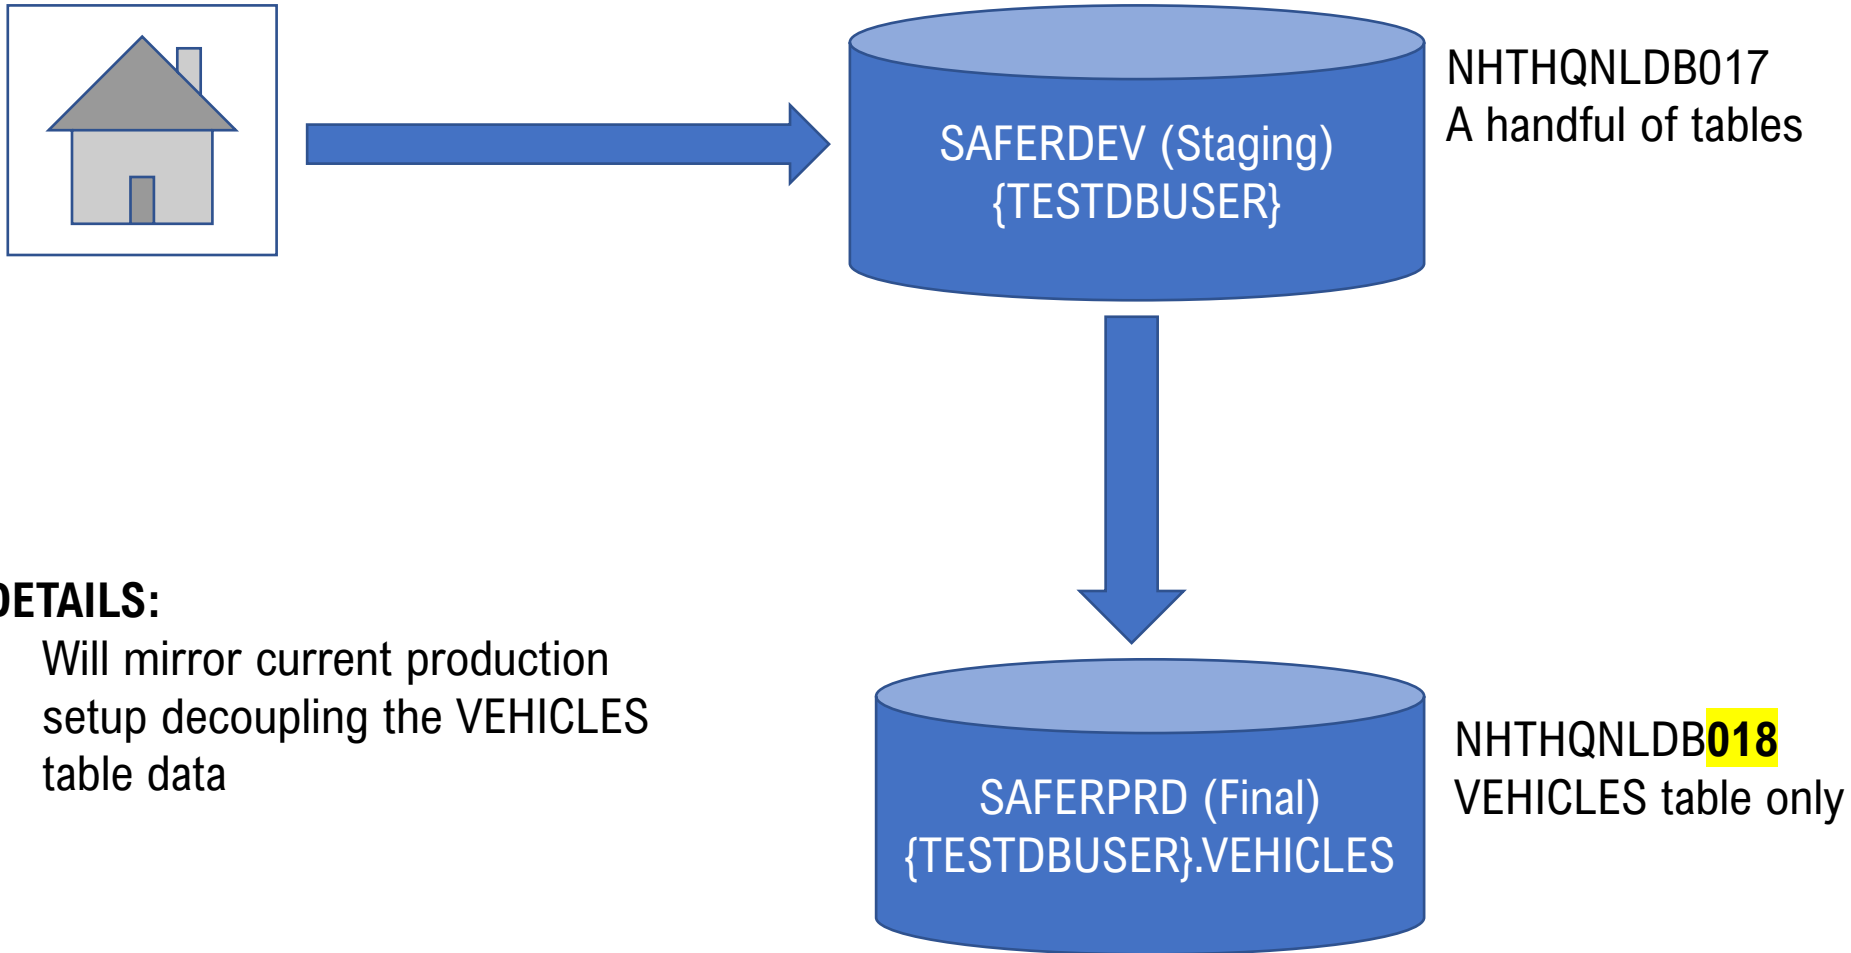 NHTHQNLDB017
A handful of tables
SAFERDEV (Staging)
{TESTDBUSER}
DETAILS:
Will mirror current production
setup decoupling the VEHICLES
table data
NHTHQNLDB018
VEHICLES table only
SAFERPRD (Final)
{TESTDBUSER}.VEHICLES